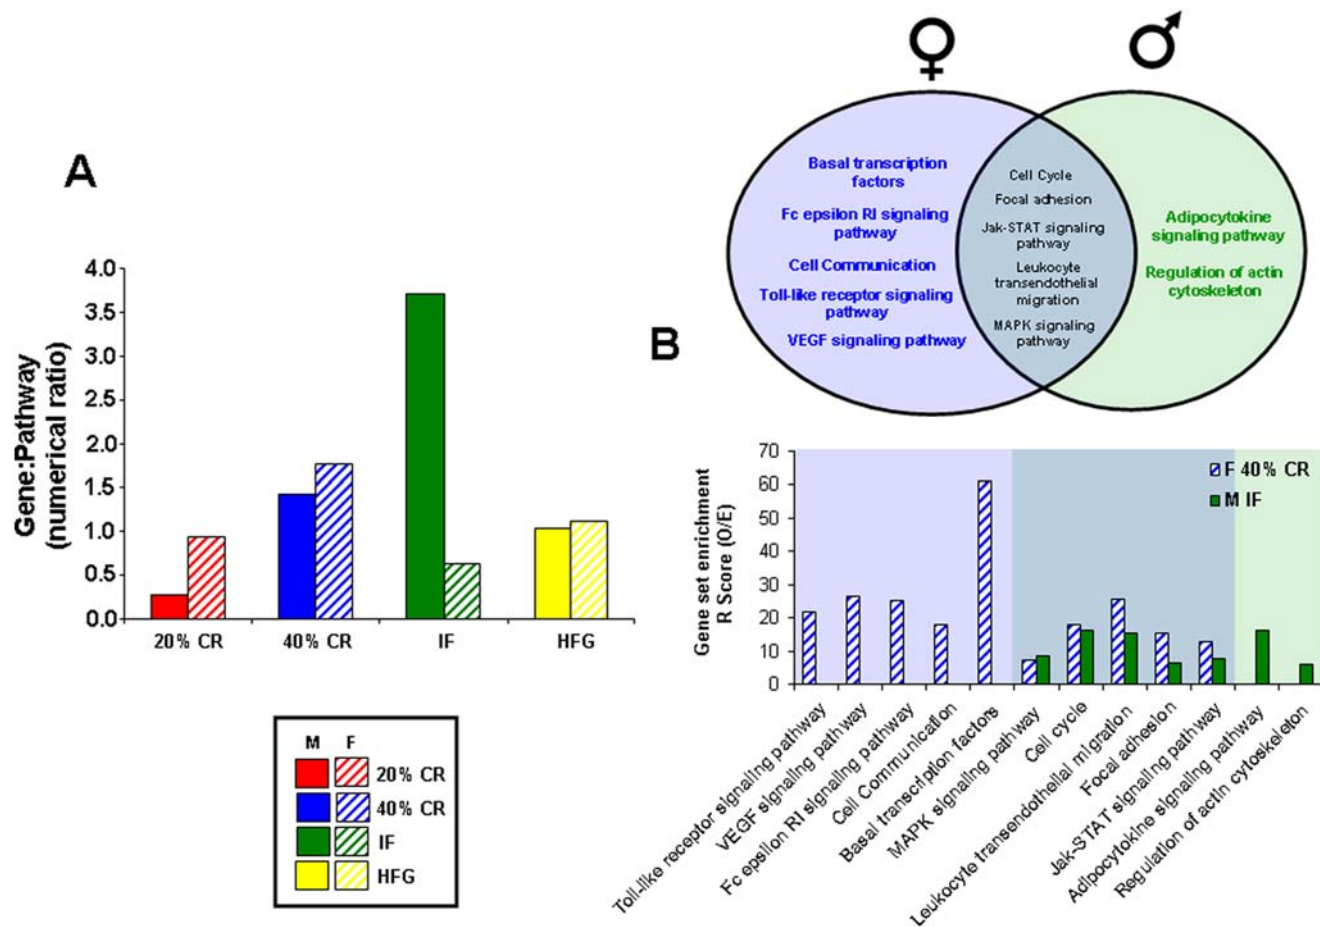 A
Gene:Pathway
(numerical ratio)
4.0
3.5
3.0
2.5
2.0
1.5
1.0
0.5
0.0
20% CR
40% CR
IF
HFG
M F
20% CR
40% CR
IF
HFG
B
Basal transcription
factors
Fc epsilon RI signaling
pathway
Cell Communication
Toll-like receptor signaling
pathway
VEGF signaling pathway
Cell Cycle
Focal adhesion
Jak-STAT signaling
pathway
Leukocyte
transendothelial
migration
MAPK signaling
pathway
Adipocytokine
signaling pathway
Regulation of actin
cytoskeleton
Gene set enrichment
R Score (O/E)
70
60
50
40
30
20
10
0
F 40% CR
M IF
Toll-like receptor signaling pathway
VEGF signaling pathway
Fc epsilon RI signaling pathway
Cell Communication
Basal transcription factors
MAPK signaling pathway
Cell cycle
Leukocyte transendothelial migration
Focal adhesion
Jak-STAT signaling pathway
Adipocytokine signaling pathway
Regulation of actin cytoskeleton